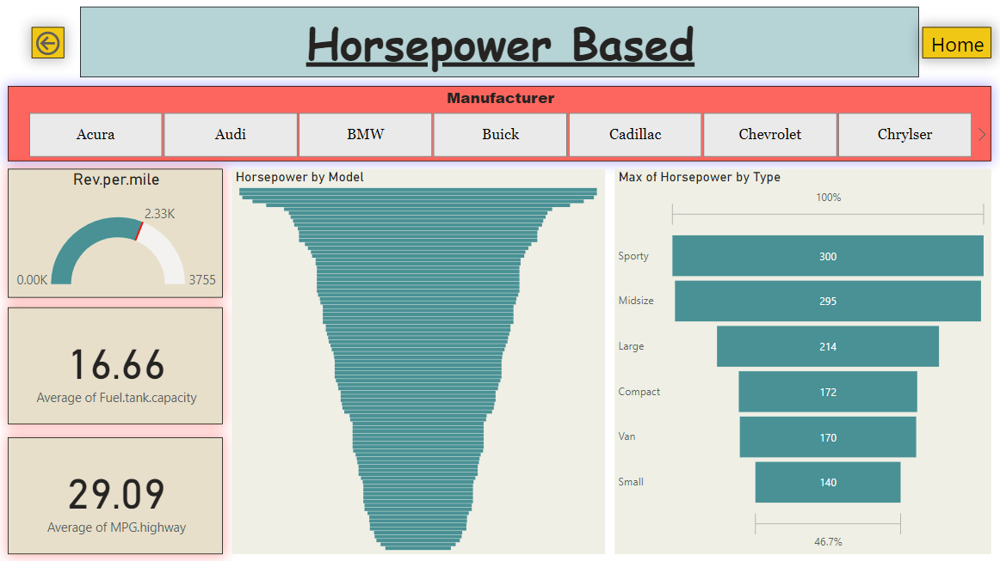 Horsepower Based
Home
Manufacturer
Acura
Audi
BMW
Buick
Cadillac
Chevrolet
Chrylser
Rev.per.mile
2.33K
0.00K
3755
16.66
Average of Fuel.tank.capacity
29.09
Average of MPG.highway
Horsepower by Model
Max of Horsepower by Type
100%
Sporty 300
Midsize 295
Large 214
Compact 172
Van 170
Small 140
46.7%